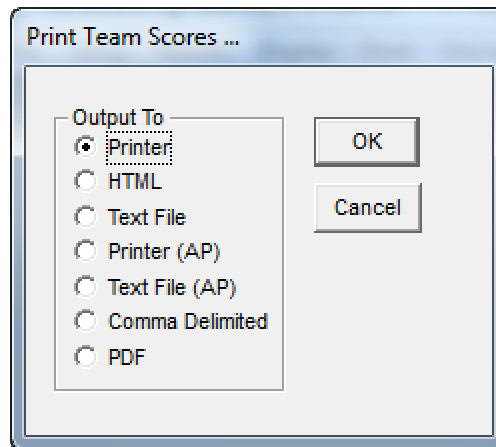 Print Team Scores ...
Output To
Printer
HTML
Text File
Printer (AP)
Text File (AP)
Comma Delimited
PDF
OK
Cancel